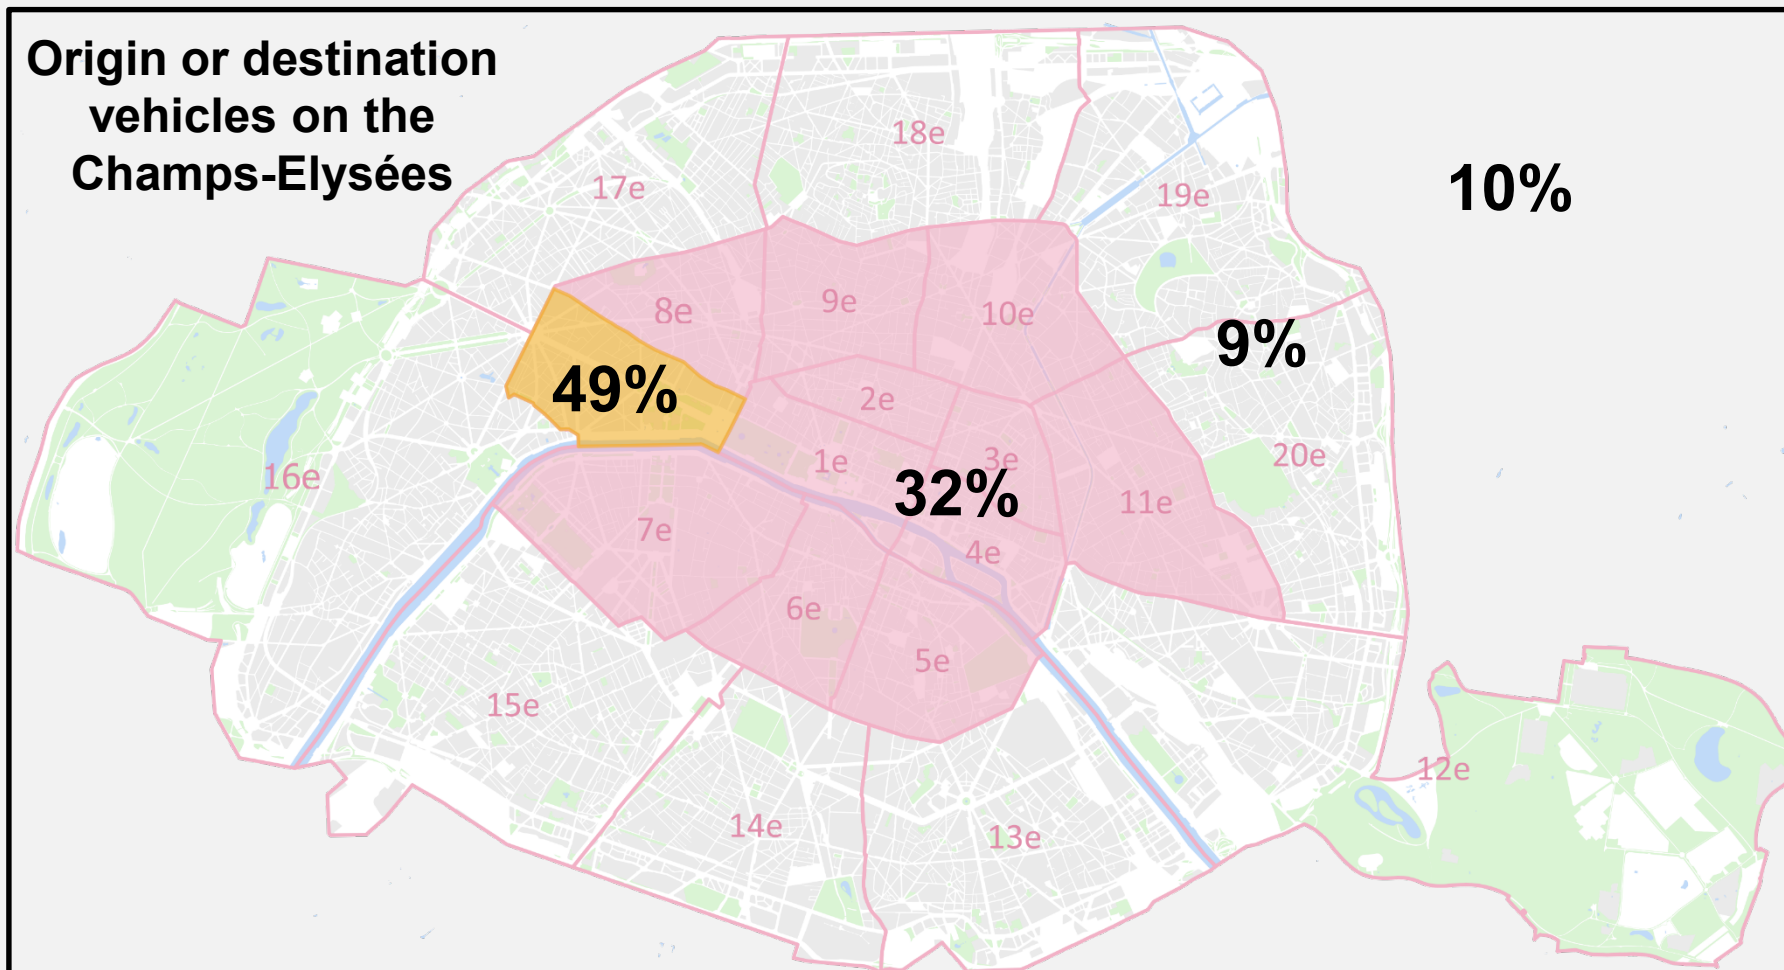 Origin or destination
vehicles on the
Champs-Elysées
18e
10%
17e
19e
8e
9e
10e
9%
49%
2e
1e
3e
20e
16e
32%
11e
7e
4e
6e
5e
15e
12e
14e
13e